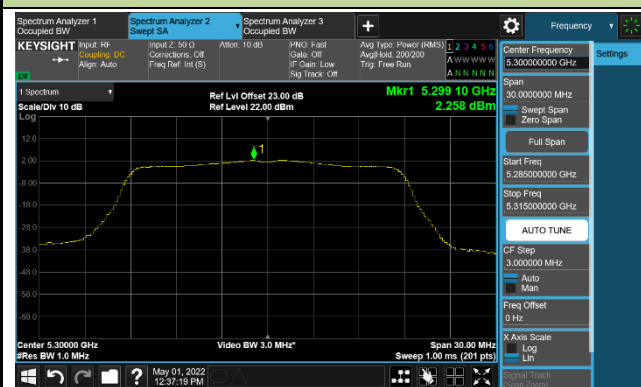 Spectrum Analyzer 1
Occupied BW
Spectrum Analyzer 2
Swept SA
Spectrum Analyzer 3
Occupied BW
Frequency
KEYSIGHT
Input: RF
Coupling: DC
Align: Auto
Input Z: 50 Ω
Corrections: Off
Freq Ref: Int (S)
Atten: 10 dB
PNO: Fast
Gate: Off
IF Gain: Low
Sig Track: Off
Avg Type: Power (RMS)
Avg|Hold: 200/200
Trig: Free Run
1 2 3 4 5 6
A W W W W W
A N N N N N
LXI
1 Spectrum
Scale/Div 10 dB
Log
Ref Lvl Offset 23.00 dB
Ref Level 22.00 dBm
Mkr1 5.299 10 GHz
2.258 dBm
12.0
2.00
-8.00
-18.0
-28.0
-38.0
-48.0
-58.0
1
Center 5.30000 GHz
#Res BW 1.0 MHz
Video BW 3.0 MHz*
Span 30.00 MHz
Sweep 1.00 ms (201 pts)
Center Frequency
5.300000000 GHz
Settings
Span
30.0000000 MHz
Swept Span
Zero Span
Full Span
Start Freq
5.285000000 GHz
Stop Freq
5.315000000 GHz
AUTO TUNE
CF Step
3.000000 MHz
Auto
Man
Freq Offset
0 Hz
X Axis Scale
Log
Lin
Signal Track
(Span Zoom)
May 01, 2022
12:37:19 PM